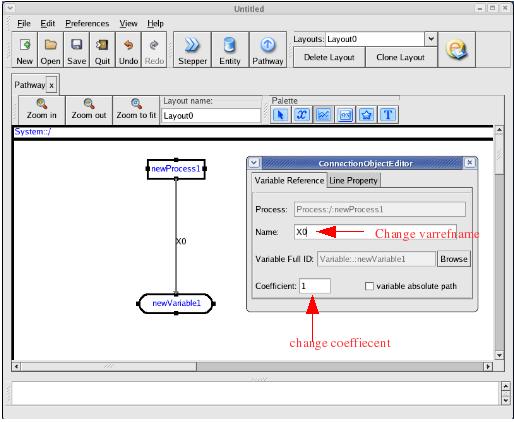 Untitled
File Edit Preferences View Help
New Open Save Quit Undo Redo Stepper Entity Pathway
Layouts: Layout0
Delete Layout Clone Layout
Pathway x
Zoom in Zoom out Zoom to fit
Layout name:
Layout0
Palette
T
System::/
newProcess1
X0
newVariable1
ConnectionObjectEditor
Variable Reference Line Property
Process: Process:/:newProcess1
Name: X0 Change varrefname
Variable Full ID: Variable:.:newVariable1 Browse
Coefficient: 1 variable absolute path
change coeffiecent